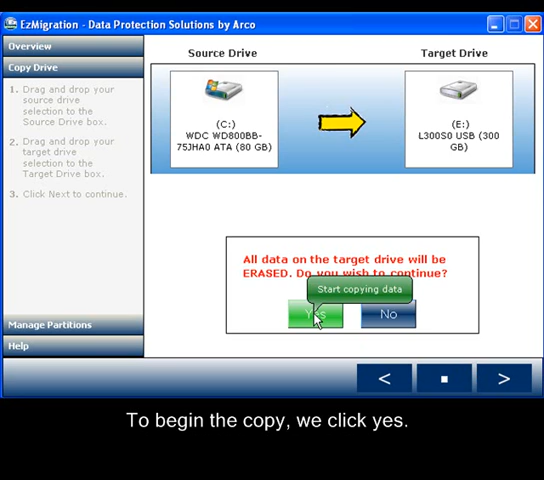 EzMigration - Data Protection Solutions by Arco
Overview
Copy Drive
1. Drag and drop your
source drive
selection to the
Source Drive box.
2. Drag and drop your
target drive
selection to the
Target Drive box.
3. Click Next to continue.
Manage Partitions
Help
Source Drive
Target Drive
(C:)
WDC WD800BB-
75JHA0 ATA (80 GB)
(E:)
L300S0 USB (300
GB)
All data on the target drive will be
ERASED. Do you wish to continue?
Start copying data
Yes
No
To begin the copy, we click yes.